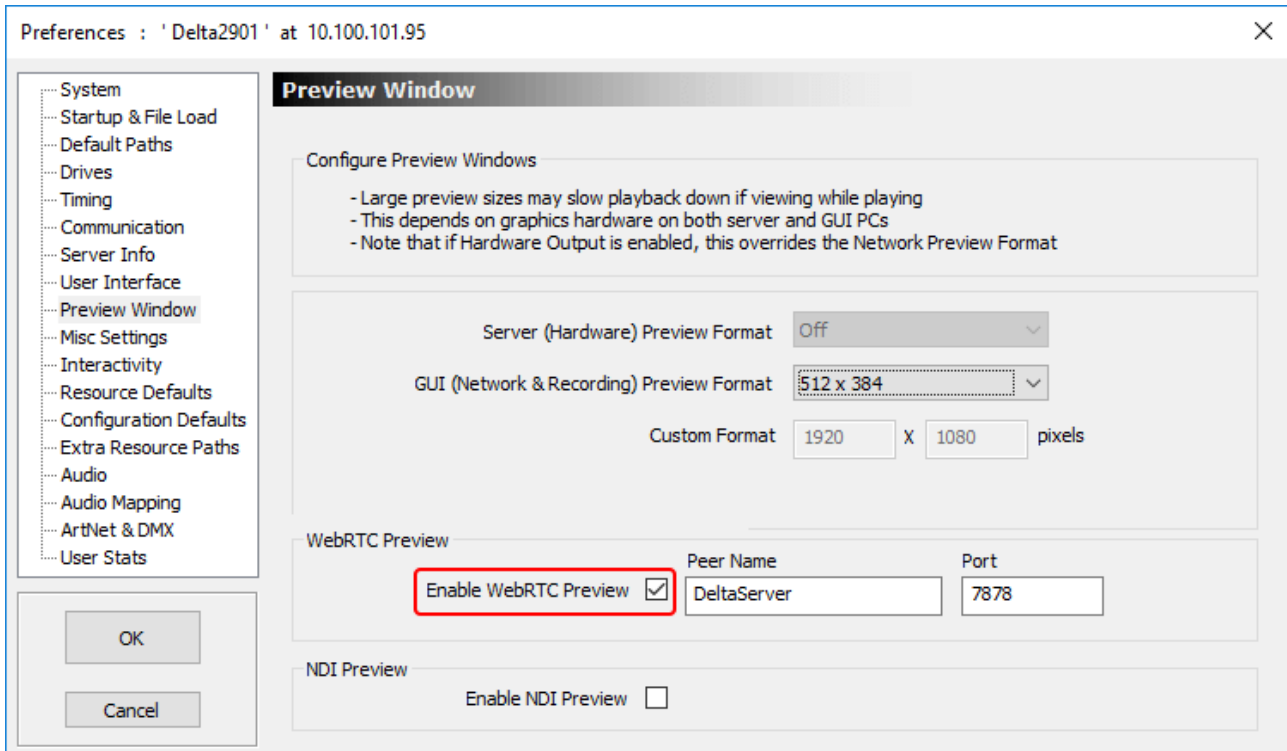 Preferences : 'Delta2901' at 10.100.101.95
System
Startup & File Load
Default Paths
Drives
Timing
Communication
Server Info
User Interface
Preview Window
Misc Settings
Interactivity
Resource Defaults
Configuration Defaults
Extra Resource Paths
Audio
Audio Mapping
ArtNet & DMX
User Stats
OK
Cancel
Preview Window
Configure Preview Windows
- Large preview sizes may slow playback down if viewing while playing
- This depends on graphics hardware on both server and GUI PCs
- Note that if Hardware Output is enabled, this overrides the Network Preview Format
Server (Hardware) Preview Format Off
GUI (Network & Recording) Preview Format 512 x 384
Custom Format 1920 X 1080 pixels
WebRTC Preview
Peer Name Port
Enable WebRTC Preview DeltaServer 7878
NDI Preview
Enable NDI Preview